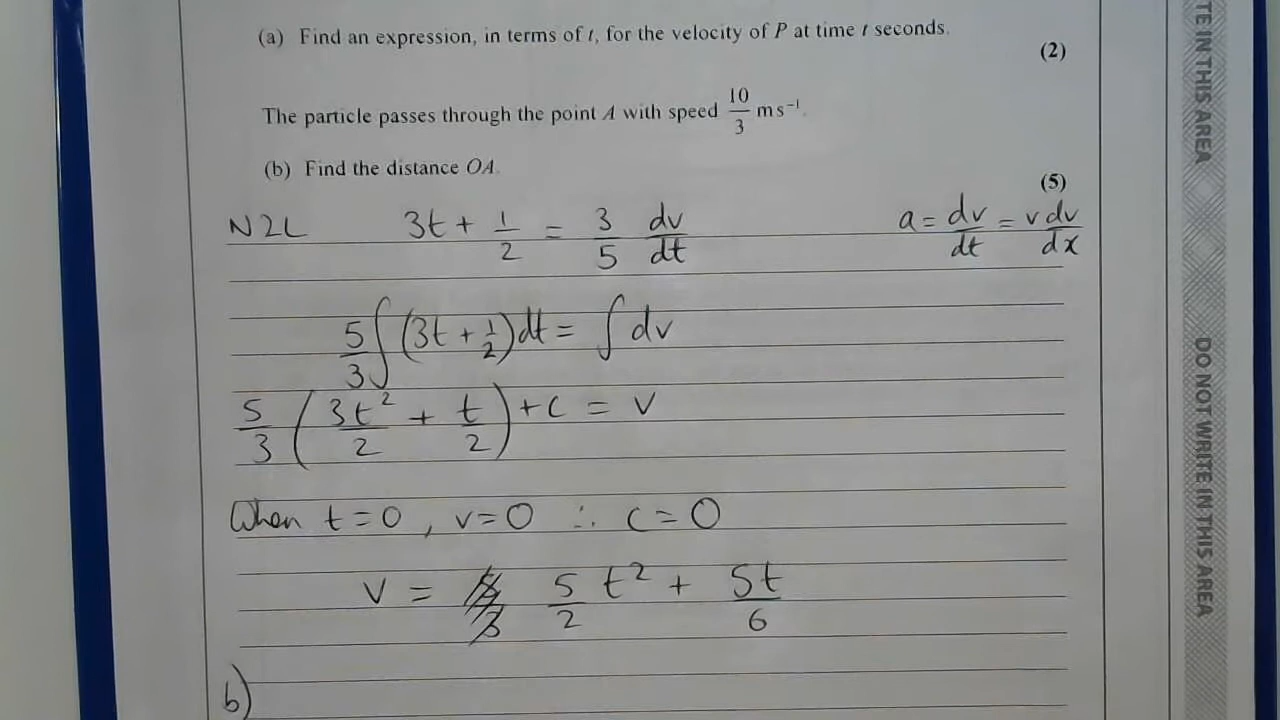 (a) Find an expression, in terms of t, for the velocity of P at time t seconds.
(2)
The particle passes through the point A with speed 10/3 m s⁻¹.
(b) Find the distance OA.
(5)
N2L 3t + 1/2 = 3/5 dv/dt
a = dv/dt = v dv/dx
5/3 ∫(3t + 1/2)dt = ∫dv
5/3 (3t²/2 + t/2) + c = v
When t = 0, v = 0 ∴ c = 0
v = 5/2 t² + 5t/6
b)
TE IN THIS AREA
DO NOT WRITE IN THIS AREA